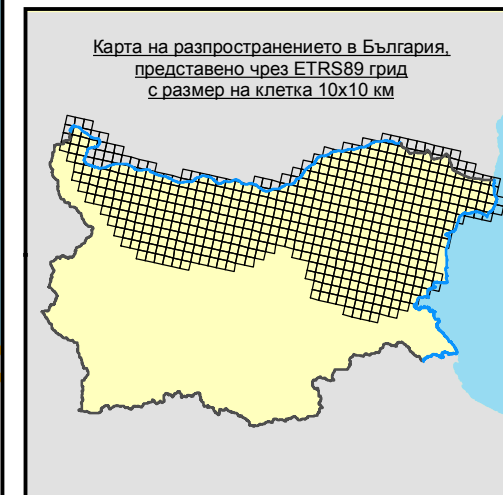 Карта на разпространението в България,
представено чрез ETRS89 грид
с размер на клетка 10x10 км